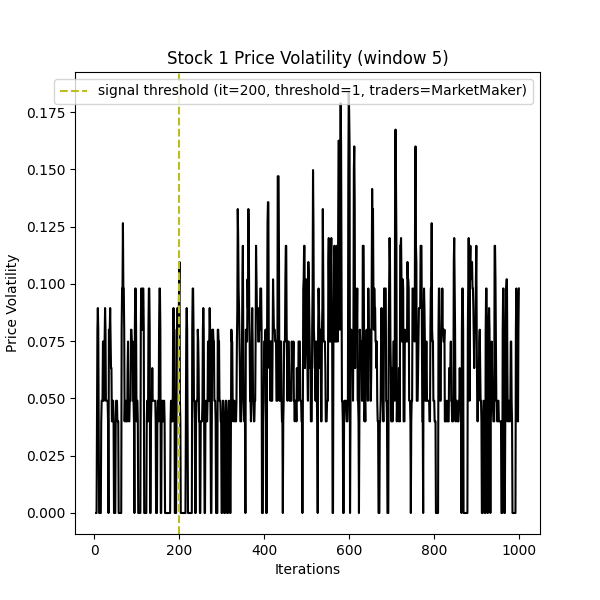 Stock 1 Price Volatility (window 5)
signal threshold (it=200, threshold=1, traders=MarketMaker)
0.175
0.150
0.125
0.100
0.075
0.050
0.025
0.000
Price Volatility
0 200 400 600 800 1000
Iterations